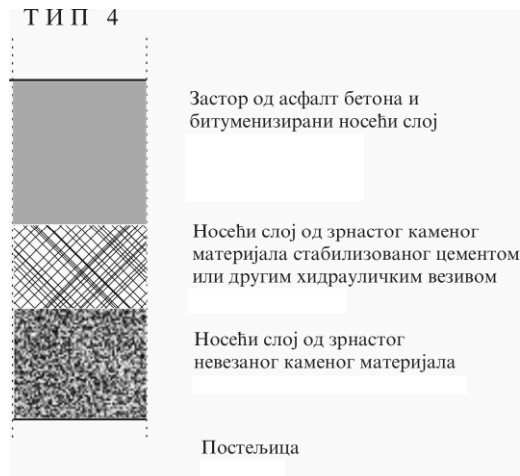 ТИП 4
Застор од асфалт бетона и
битуменизирани носећи слој
Носећи слој од зрнастог каменог
материјала стабилизованог цементом
или другим хидрауличким везивом
Носећи слој од зрнастог
невезаног каменог материјала
Постељица